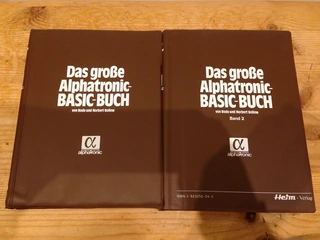 Das große
Alphatronic-
BASIC-BUCH
α
alphatronic
Das große
Alphatronic-
BASIC-BUCH
Band 2
α
alphatronic
Heim-Verlag